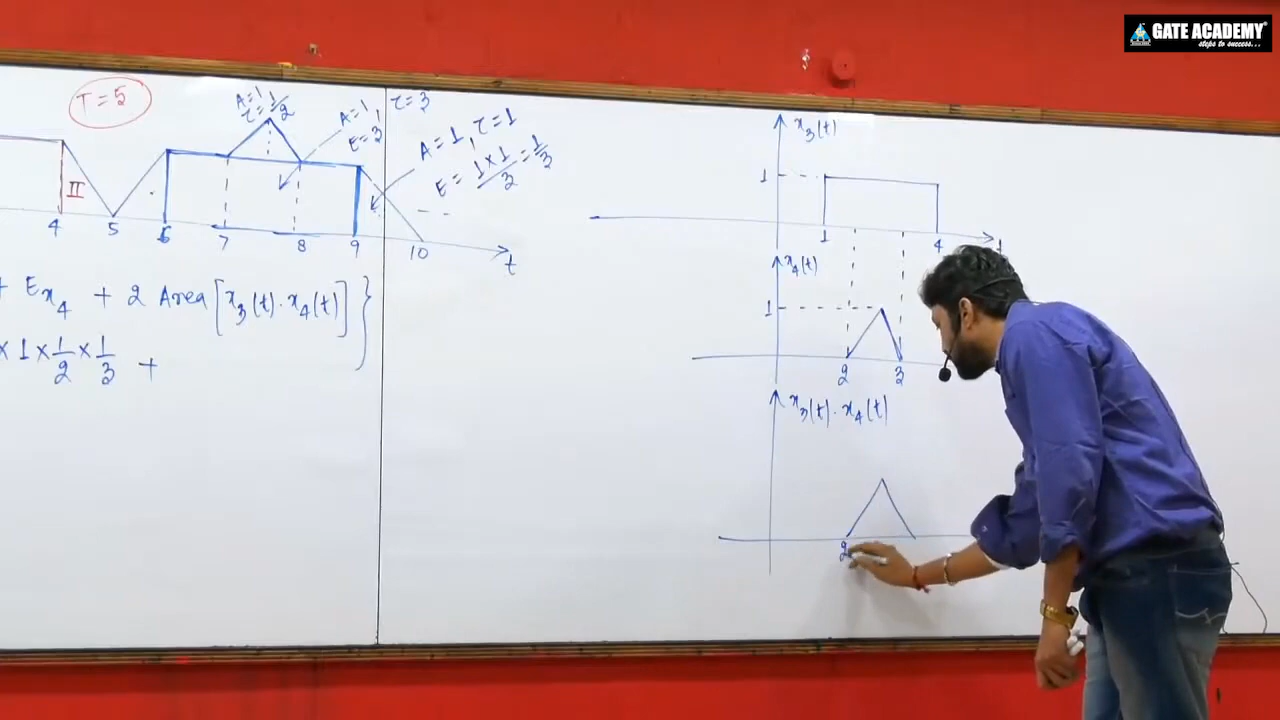 GATE ACADEMY
steps to success...
T = 5
A=1, τ=1/2
A=1, τ=3
E=3
A=1, τ=1
E = 1×1/3 = 1/3
II
4 5 6 7 8 9 10 t
+ Ex4 + 2 Area [x3(t) . x4(t)] }
× 1 × 1/2 × 1/3 +
x3(t)
1
1 4 t
x4(t)
1
2 3
x3(t) . x4(t)
2